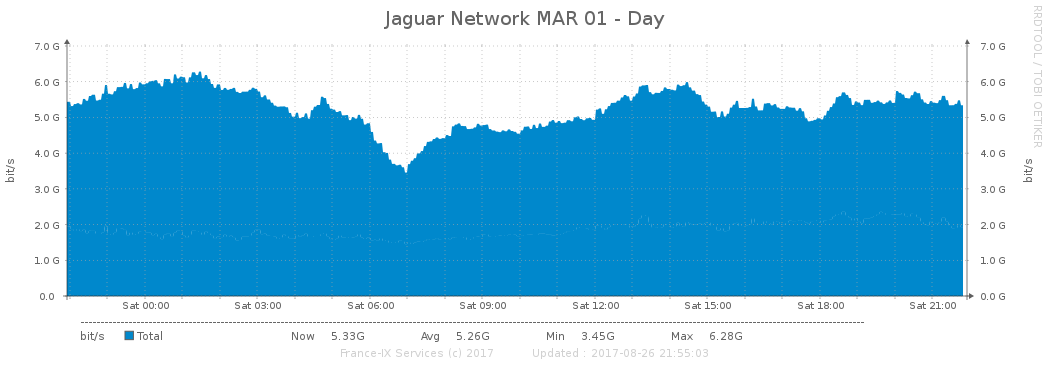 Jaguar Network MAR 01 - Day
RRDTOOL / TOBI OETIKER
7.0 G 7.0 G
6.0 G 6.0 G
5.0 G 5.0 G
4.0 G 4.0 G
3.0 G 3.0 G
2.0 G 2.0 G
1.0 G 1.0 G
0.0 0.0 G
bit/s bit/s
Sat 00:00 Sat 03:00 Sat 06:00 Sat 09:00 Sat 12:00 Sat 15:00 Sat 18:00 Sat 21:00
bit/s Total Now 5.33G Avg 5.26G Min 3.45G Max 6.28G
France-IX Services (c) 2017 Updated : 2017-08-26 21:55:03